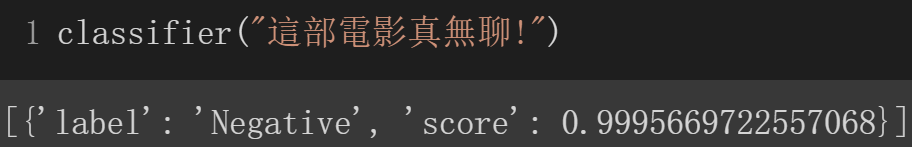 1 classifier("這部電影真無聊!")
[{'label': 'Negative', 'score': 0.9995669722557068}]